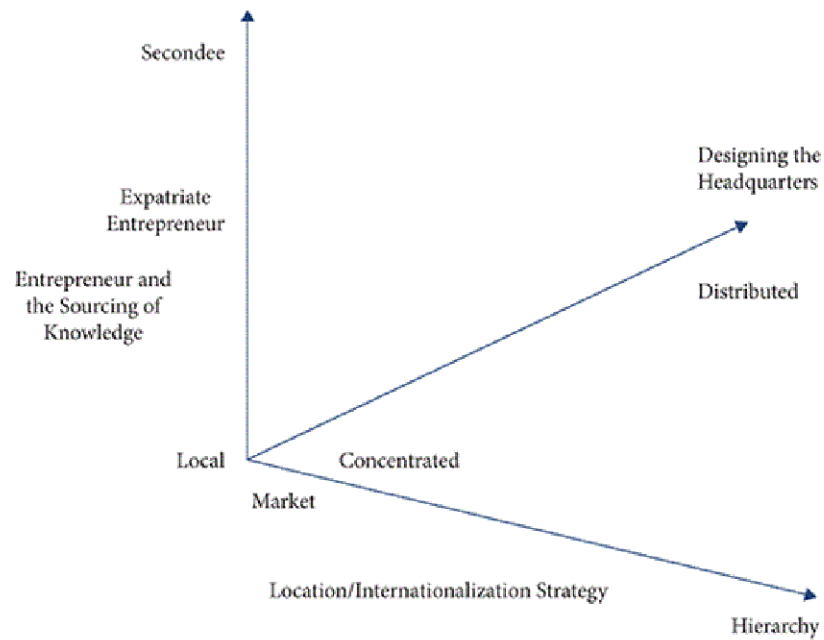 Secondee
Designing the
Headquarters
Expatriate
Entrepreneur
Entrepreneur and
the Sourcing of
Knowledge
Distributed
Local
Concentrated
Market
Location/Internationalization Strategy
Hierarchy